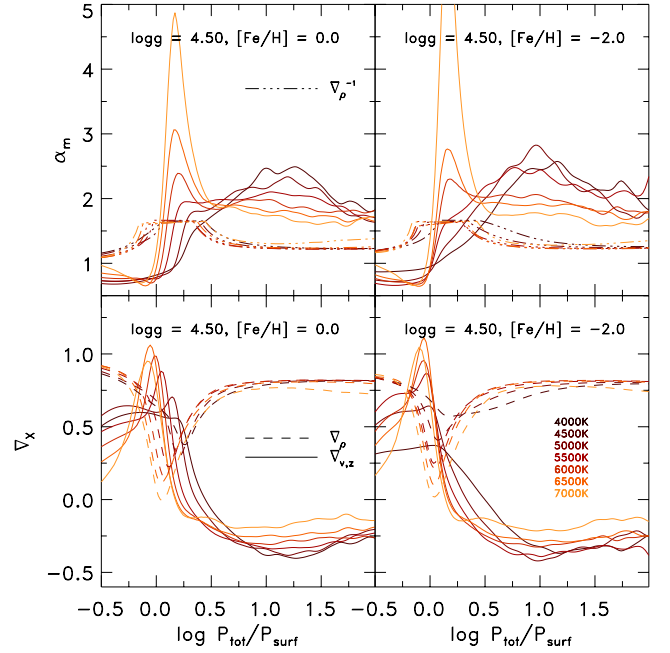 logg = 4.50, [Fe/H] = 0.0
logg = 4.50, [Fe/H] = −2.0
∇ρ⁻¹
5
4
3
2
1
αm
logg = 4.50, [Fe/H] = 0.0
logg = 4.50, [Fe/H] = −2.0
∇ρ
∇v,z
4000K
4500K
5000K
5500K
6000K
6500K
7000K
1.0
0.5
0.0
−0.5
∇X
−0.5 0.0 0.5 1.0 1.5
−0.5 0.0 0.5 1.0 1.5
log Ptot/Psurf
log Ptot/Psurf